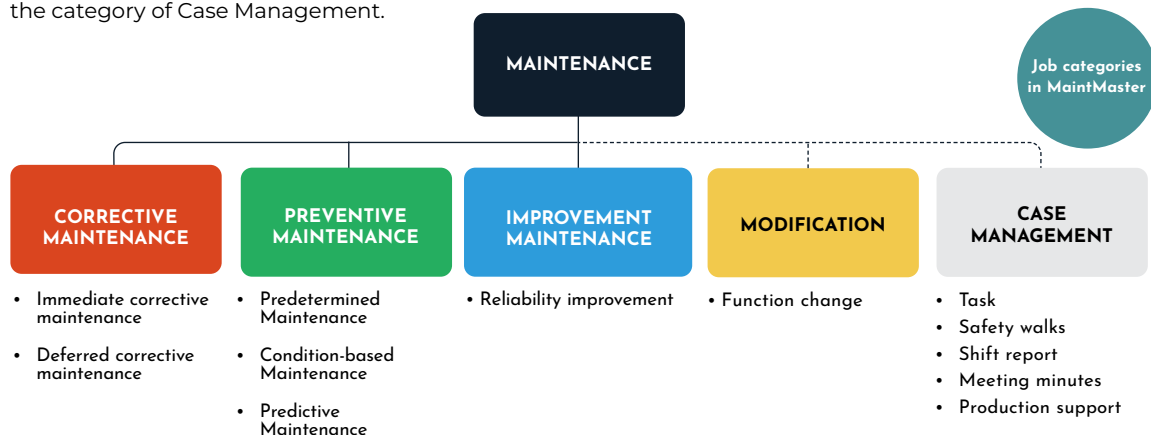 the category of Case Management.
MAINTENANCE
Job categories
in MaintMaster
CORRECTIVE
MAINTENANCE
PREVENTIVE
MAINTENANCE
IMPROVEMENT
MAINTENANCE
MODIFICATION
CASE
MANAGEMENT
• Immediate corrective
maintenance
• Deferred corrective
maintenance
• Predetermined
Maintenance
• Condition-based
Maintenance
• Predictive
Maintenance
• Reliability improvement
• Function change
• Task
• Safety walks
• Shift report
• Meeting minutes
• Production support